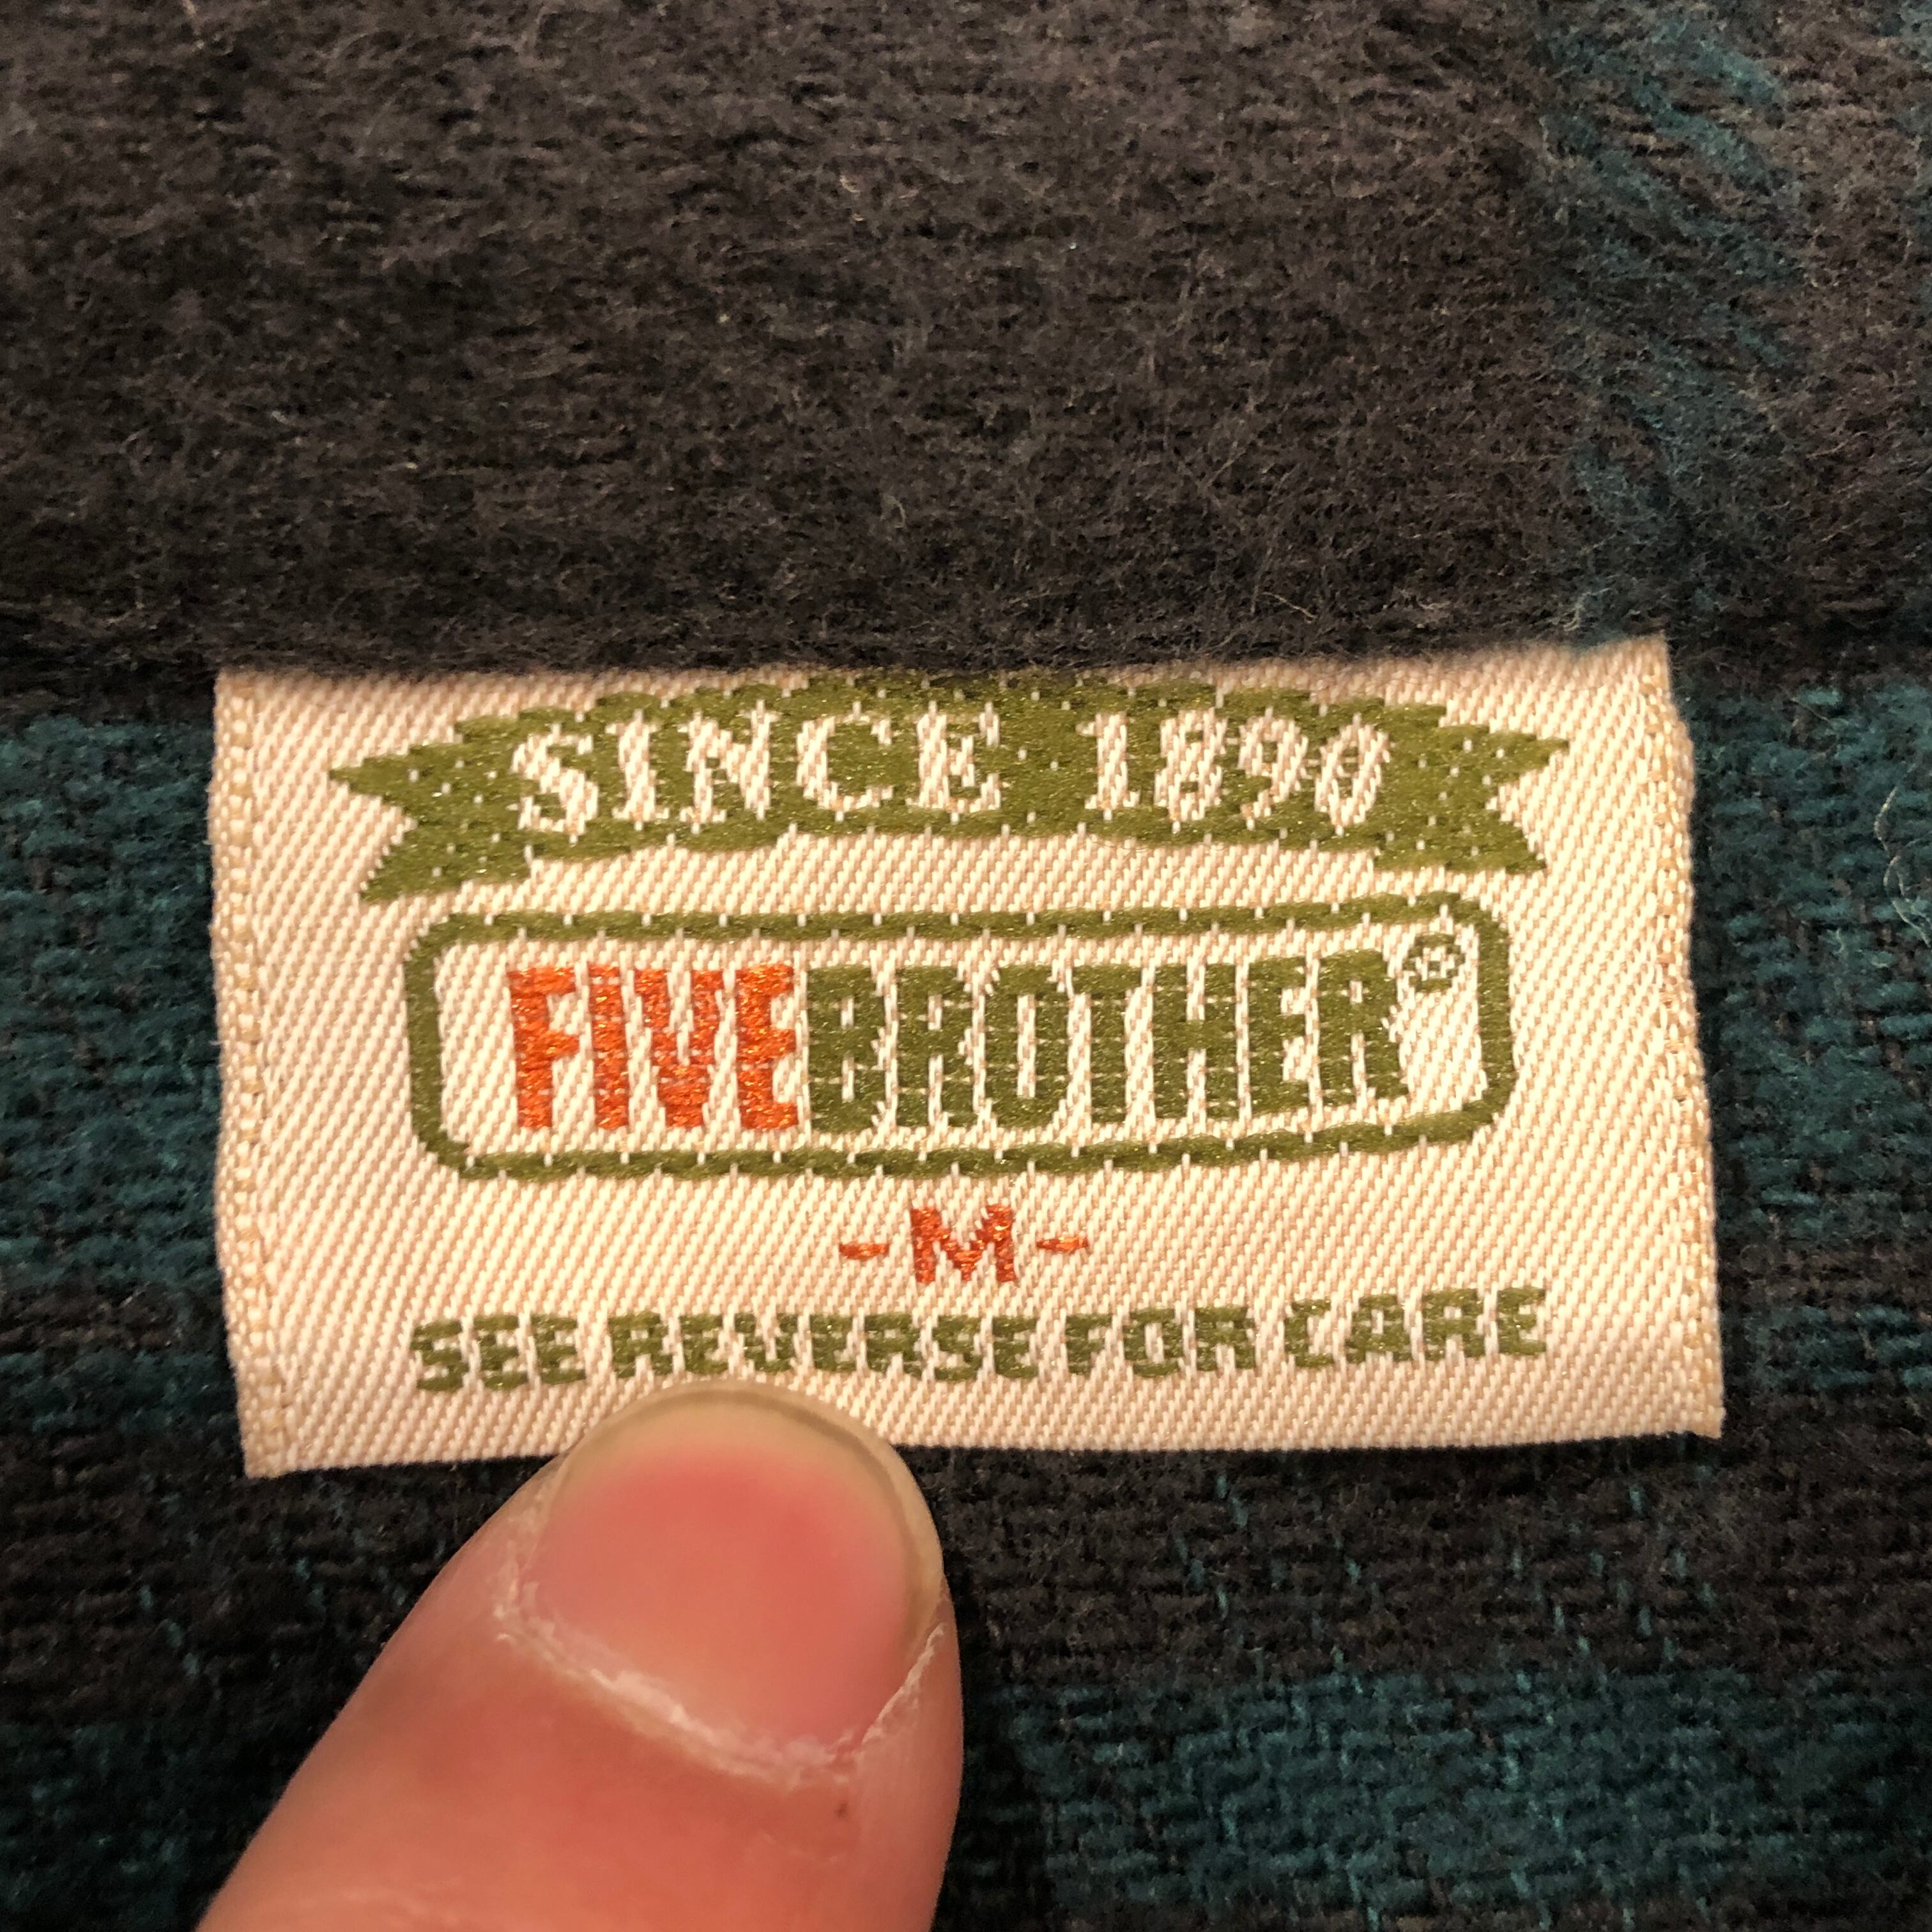 SINCE 1890
FIVEBROTHER®
-M-
SEE REVERSE FOR CARE